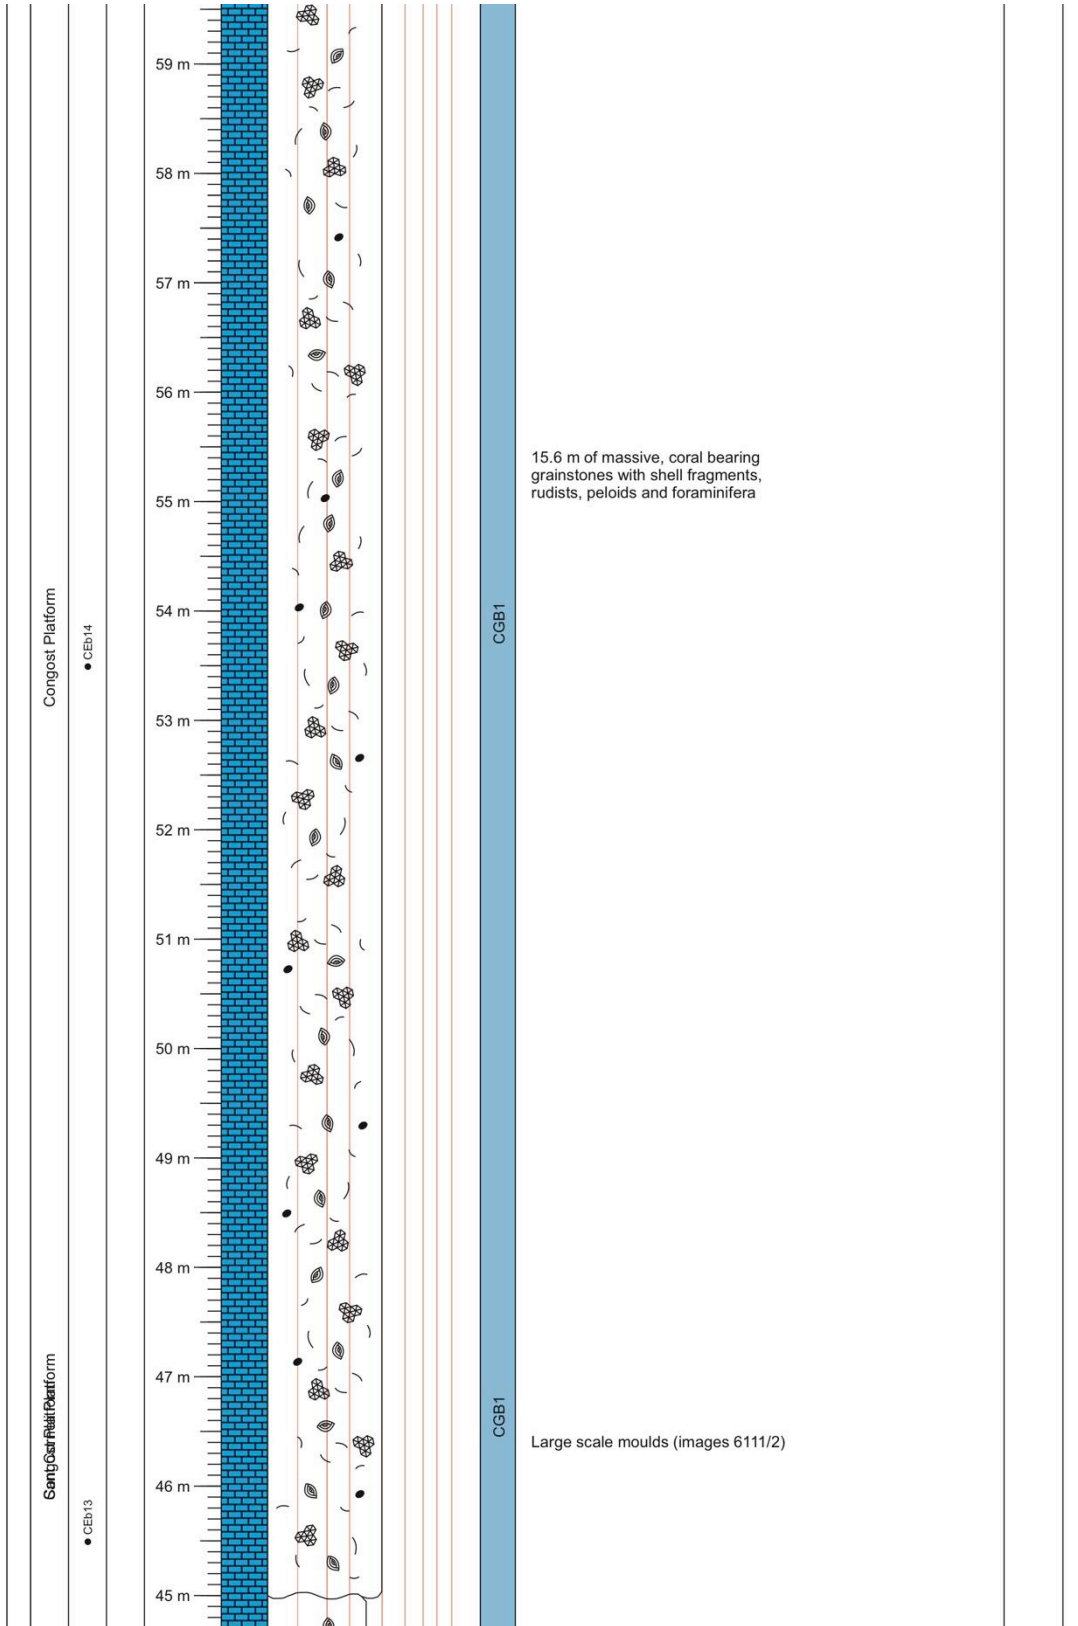 59 m
58 m
57 m
56 m
15.6 m of massive, coral bearing
grainstones with shell fragments,
rudists, peloids and foraminifera
55 m
54 m
Congost Platform
CEb14
CGB1
53 m
52 m
51 m
50 m
49 m
48 m
47 m
Platform
CGB1
Large scale moulds (images 6111/2)
46 m
CEb13
45 m